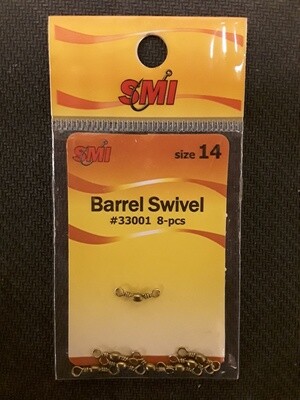 SMI
SMI
size 14
Barrel Swivel
#33001 8-pcs